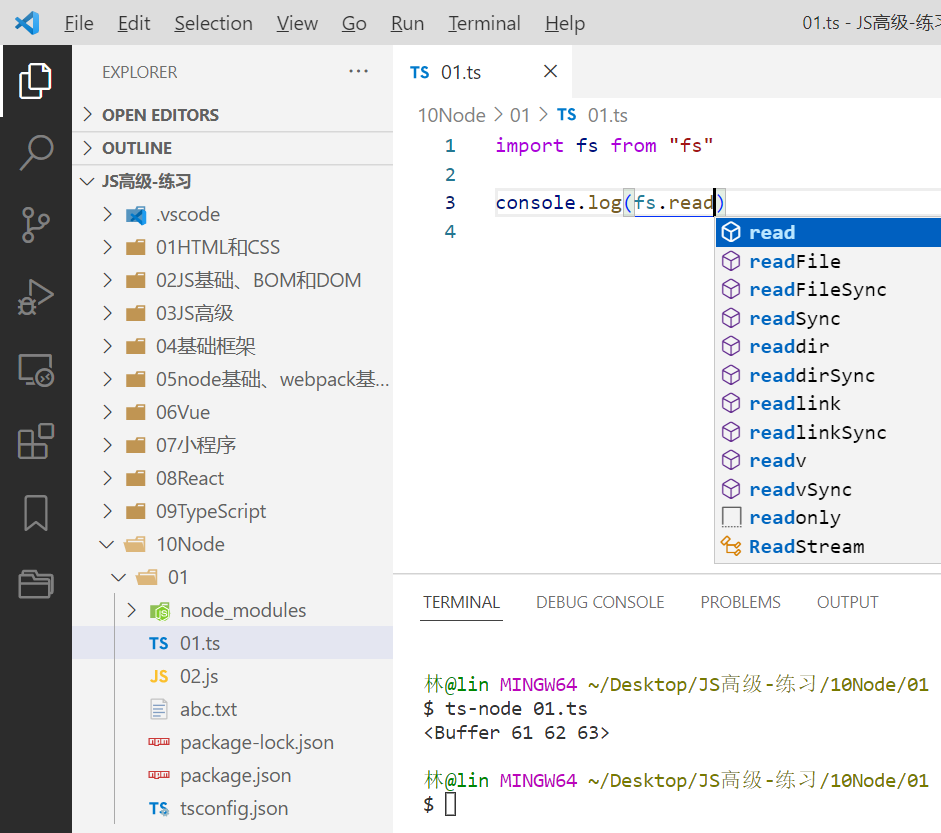 File Edit Selection View Go Run Terminal Help 01.ts - JS高级-练习
EXPLORER ···
OPEN EDITORS
OUTLINE
JS高级-练习
.vscode
01HTML和CSS
02JS基础、BOM和DOM
03JS高级
04基础框架
05node基础、webpack基...
06Vue
07小程序
08React
09TypeScript
10Node
01
node_modules
TS 01.ts
JS 02.js
abc.txt
package-lock.json
package.json
TS tsconfig.json
TS 01.ts
10Node > 01 > TS 01.ts
1 import fs from "fs"
2
3 console.log(fs.read)
4
read
readFile
readFileSync
readSync
readdir
readdirSync
readlink
readlinkSync
readv
readvSync
readonly
ReadStream
TERMINAL DEBUG CONSOLE PROBLEMS OUTPUT
林@lin MINGW64 ~/Desktop/JS高级-练习/10Node/01
$ ts-node 01.ts
<Buffer 61 62 63>
林@lin MINGW64 ~/Desktop/JS高级-练习/10Node/01
$